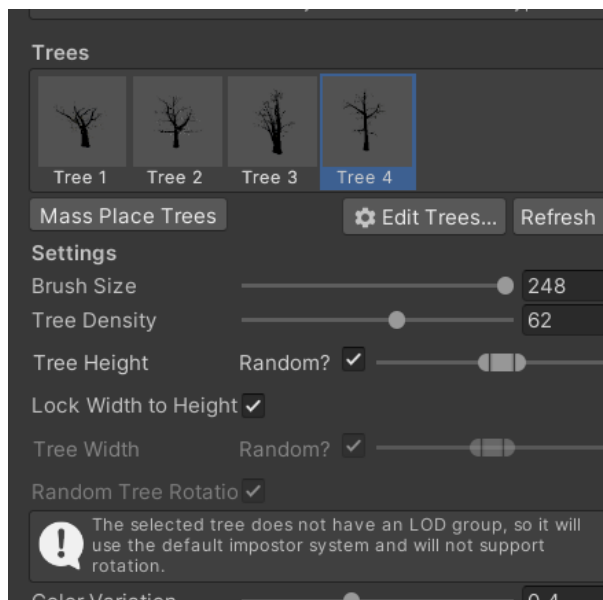 Trees
Tree 1 Tree 2 Tree 3 Tree 4
Mass Place Trees Edit Trees... Refresh
Settings
Brush Size 248
Tree Density 62
Tree Height Random?
Lock Width to Height
Tree Width Random?
Random Tree Rotatio
The selected tree does not have an LOD group, so it will
use the default impostor system and will not support
rotation.
Color Variation 0.4